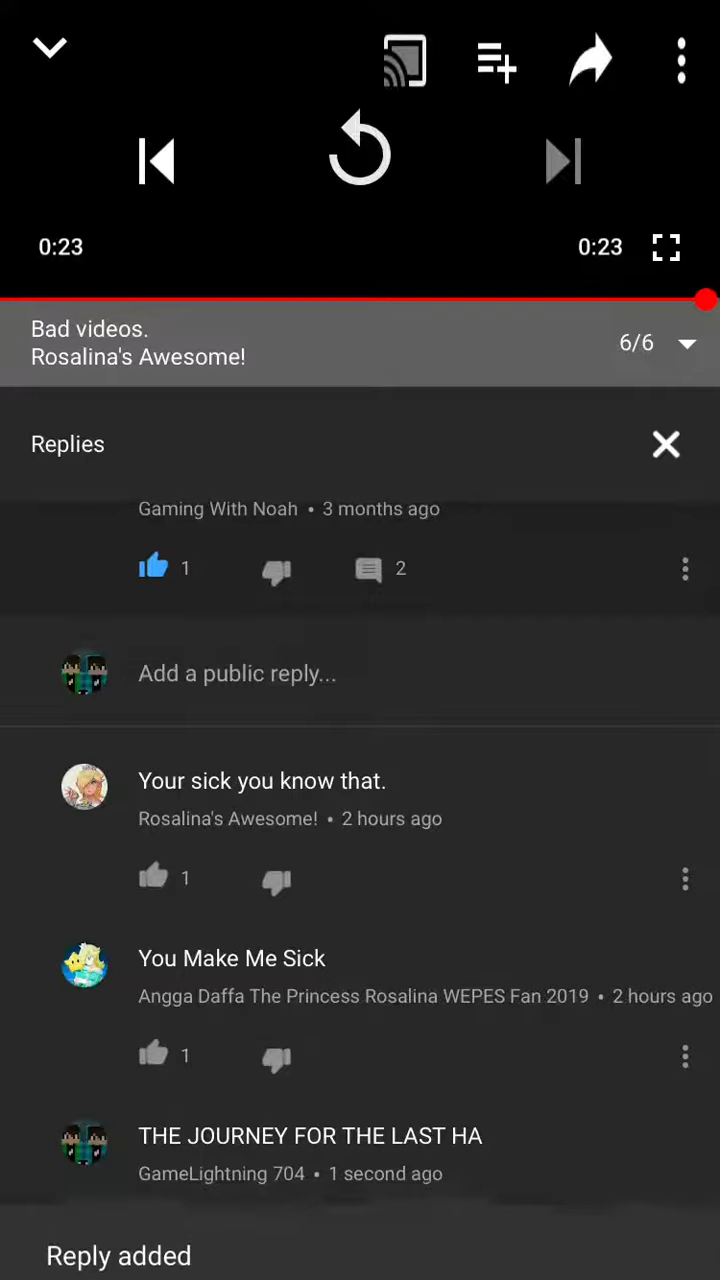 0:23
0:23
Bad videos.
Rosalina's Awesome!
6/6
Replies
Gaming With Noah • 3 months ago
1
2
Add a public reply...
Your sick you know that.
Rosalina's Awesome! • 2 hours ago
1
You Make Me Sick
Angga Daffa The Princess Rosalina WEPES Fan 2019 • 2 hours ago
1
THE JOURNEY FOR THE LAST HA
GameLightning 704 • 1 second ago
Reply added